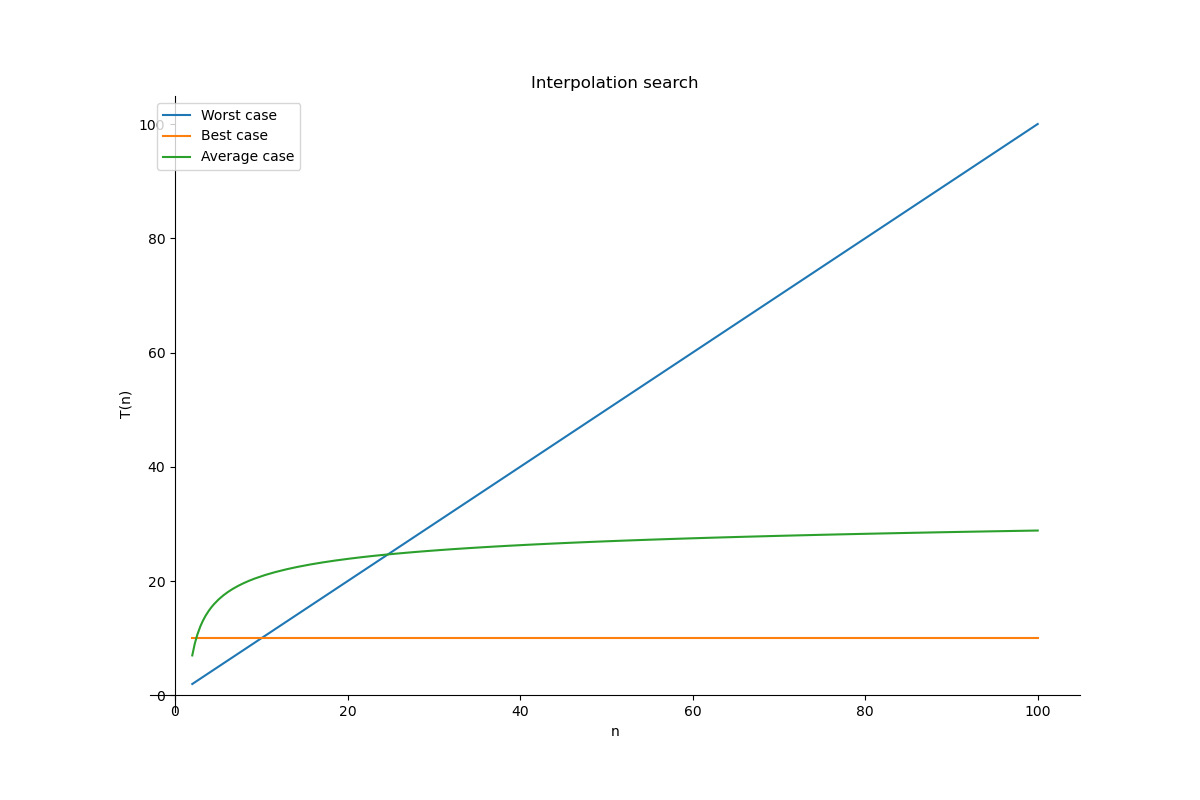 Interpolation search
Worst case
Best case
Average case
100
80
60
40
20
0
T(n)
0 20 40 60 80 100
n